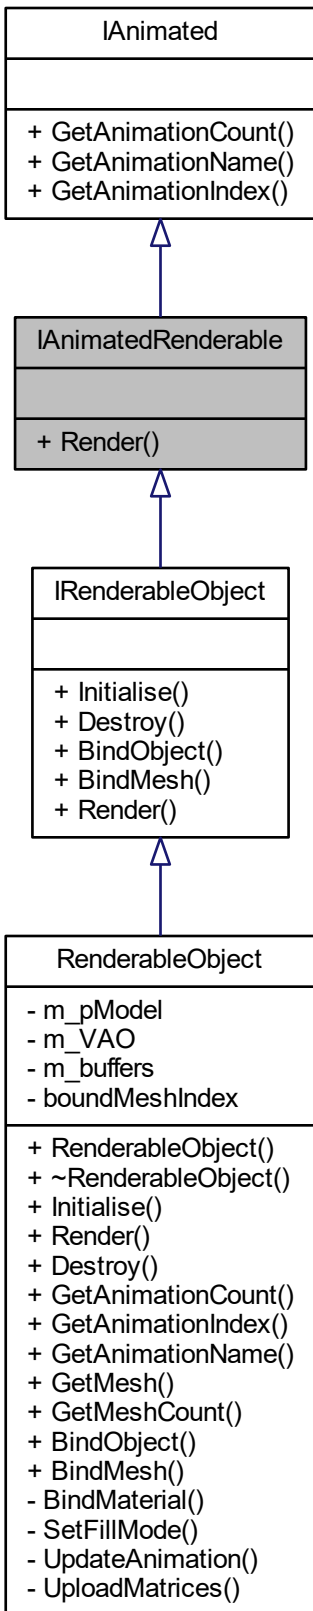 IAnimated
+ GetAnimationCount()
+ GetAnimationName()
+ GetAnimationIndex()
IAnimatedRenderable
+ Render()
IRenderableObject
+ Initialise()
+ Destroy()
+ BindObject()
+ BindMesh()
+ Render()
RenderableObject
- m_pModel
- m_VAO
- m_buffers
- boundMeshIndex
+ RenderableObject()
+ ~RenderableObject()
+ Initialise()
+ Render()
+ Destroy()
+ GetAnimationCount()
+ GetAnimationIndex()
+ GetAnimationName()
+ GetMesh()
+ GetMeshCount()
+ BindObject()
+ BindMesh()
- BindMaterial()
- SetFillMode()
- UpdateAnimation()
- UploadMatrices()